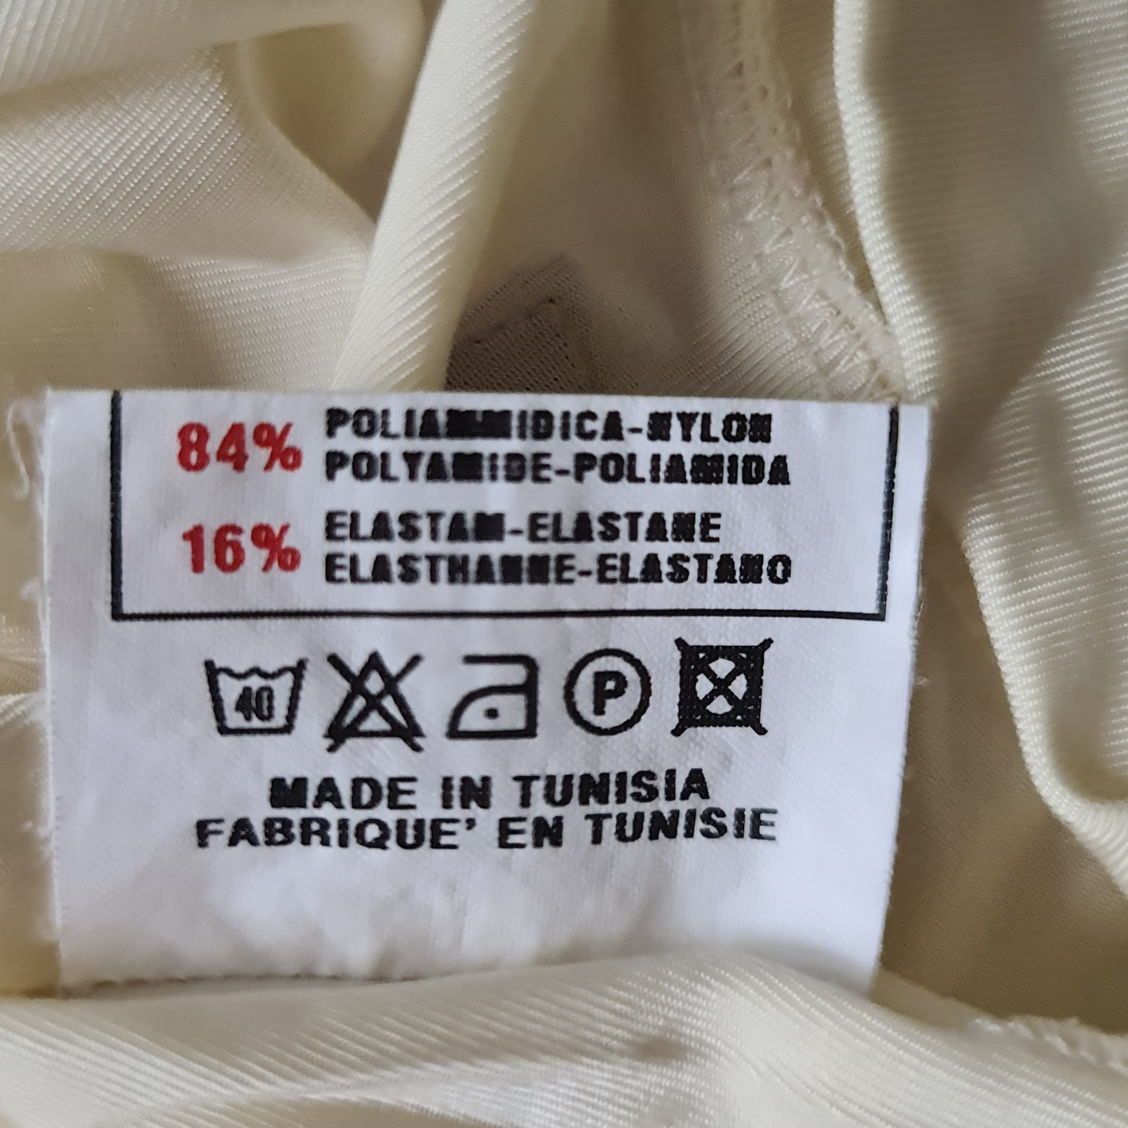 84% POLIAMMIDICA-NYLON
POLYAMIDE-POLIAMIDA
16% ELASTAM-ELASTANE
ELASTHANNE-ELASTANO
40 P
MADE IN TUNISIA
FABRIQUE' EN TUNISIE